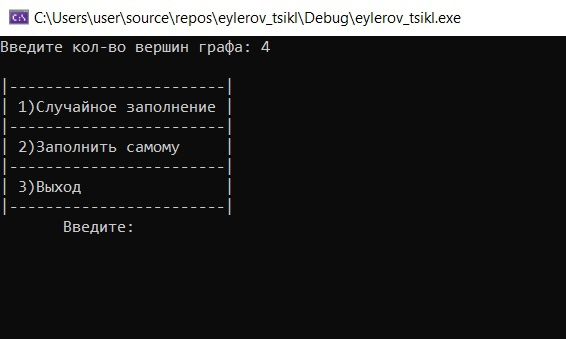 C:\Users\user\source\repos\eylerov_tsikl\Debug\eylerov_tsikl.exe
Введите кол-во вершин графа: 4
|------------------------|
| 1)Случайное заполнение |
|------------------------|
| 2)Заполнить самому     |
|------------------------|
| 3)Выход                |
|------------------------|
       Введите: